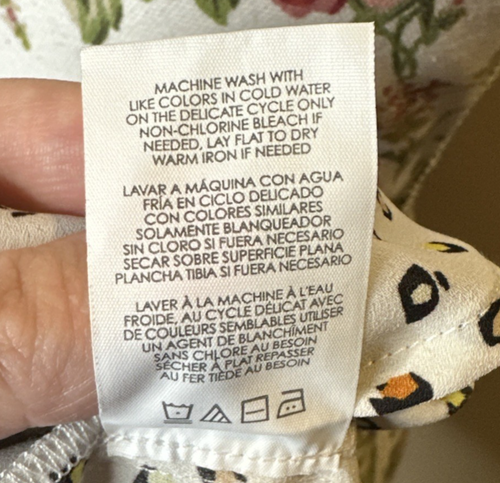 MACHINE WASH WITH
LIKE COLORS IN COLD WATER
ON THE DELICATE CYCLE ONLY
NON-CHLORINE BLEACH IF
NEEDED, LAY FLAT TO DRY
WARM IRON IF NEEDED
LAVAR A MÁQUINA CON AGUA
FRÍA EN CICLO DELICADO
CON COLORES SIMILARES
SOLAMENTE BLANQUEADOR
SIN CLORO SI FUERA NECESARIO
SECAR SOBRE SUPERFICIE PLANA
PLANCHA TIBIA SI FUERA NECESARIO
LAVER À LA MACHINE À L'EAU
FROIDE, AU CYCLE DÉLICAT AVEC
DE COULEURS SEMBLABLES UTILISER
UN AGENT DE BLANCHÎMENT
SANS CHLORE AU BESOIN
SÉCHER À PLAT REPASSER
AU FER TIÈDE AU BESOIN